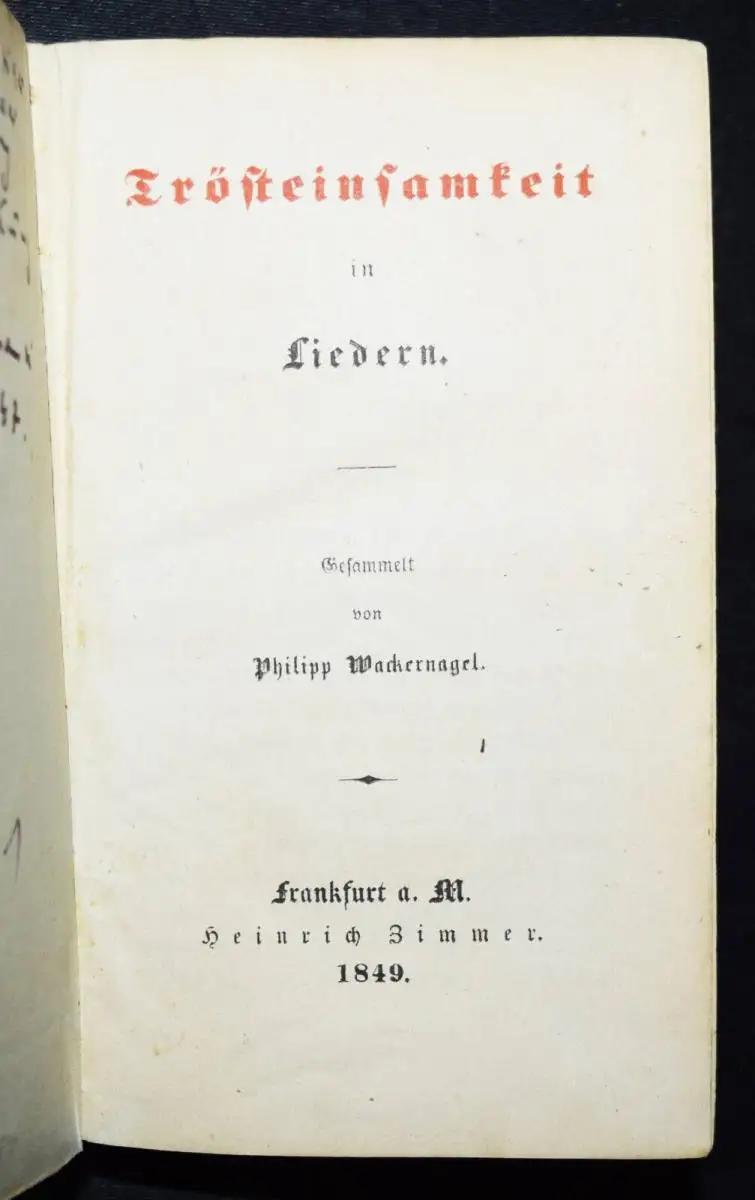 Trösteinsamkeit
in
Liedern.
Gesammelt
von
Philipp Wackernagel.
Frankfurt a. M.
Heinrich Zimmer.
1849.